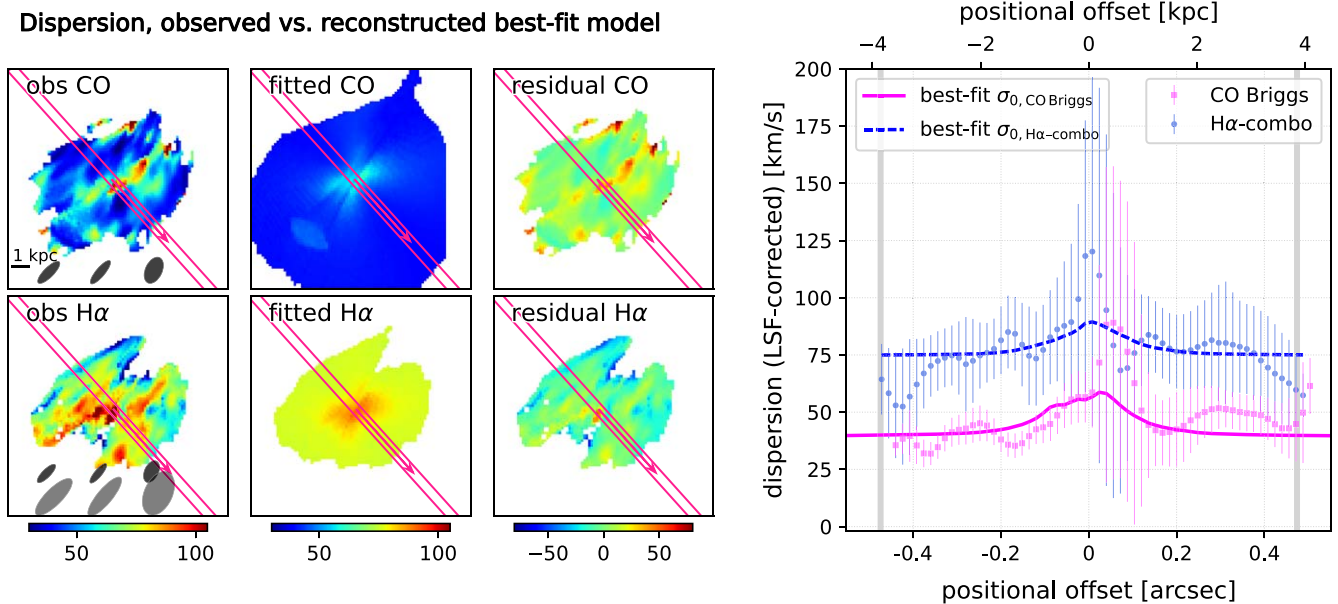 Dispersion, observed vs. reconstructed best-fit model
obs CO
fitted CO
residual CO
1 kpc
obs Hα
fitted Hα
residual Hα
50 100
50 100
−50 0 50
positional offset [kpc]
−4 −2 0 2 4
best-fit σ0, CO Briggs
best-fit σ0, Hα−combo
CO Briggs
Hα-combo
dispersion (LSF-corrected) [km/s]
200
175
150
125
100
75
50
25
0
-0.4 -0.2 0 0.2 0.4
positional offset [arcsec]